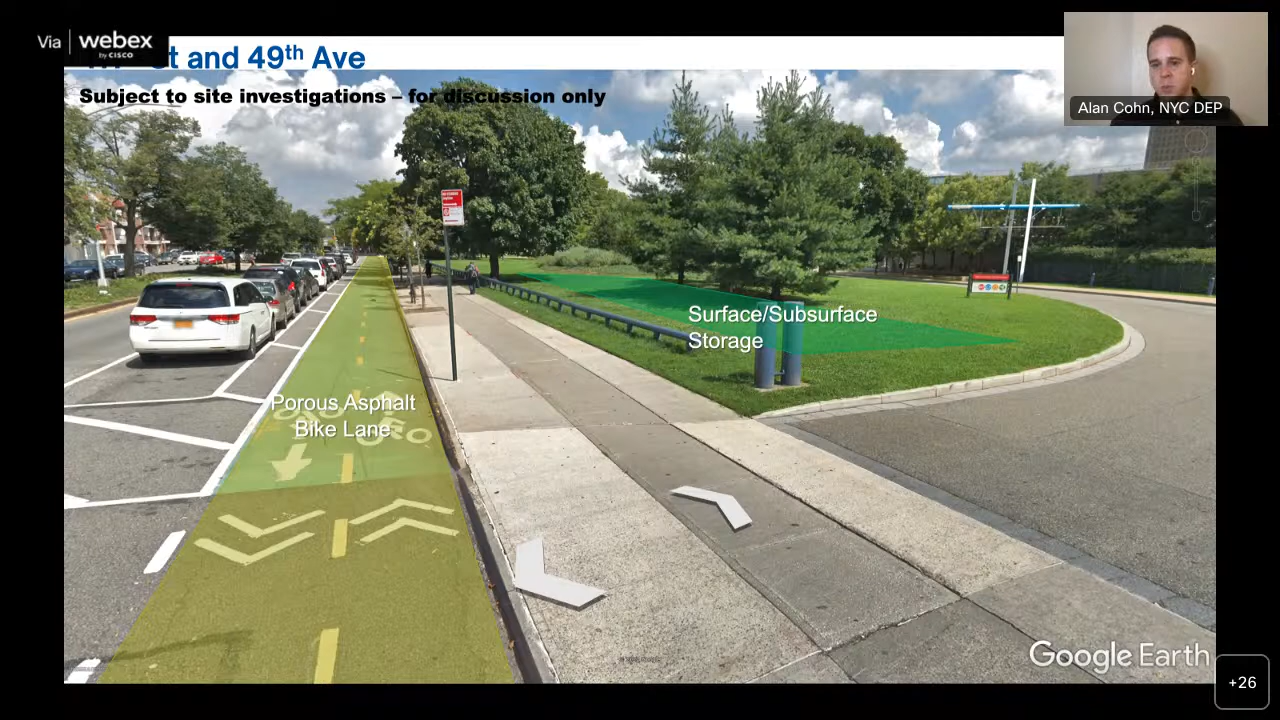 Via webex
by CISCO
st and 49th Ave
Subject to site investigations – for discussion only
Alan Cohn, NYC DEP
Surface/Subsurface
Storage
Porous Asphalt
Bike Lane
Google Earth
+26